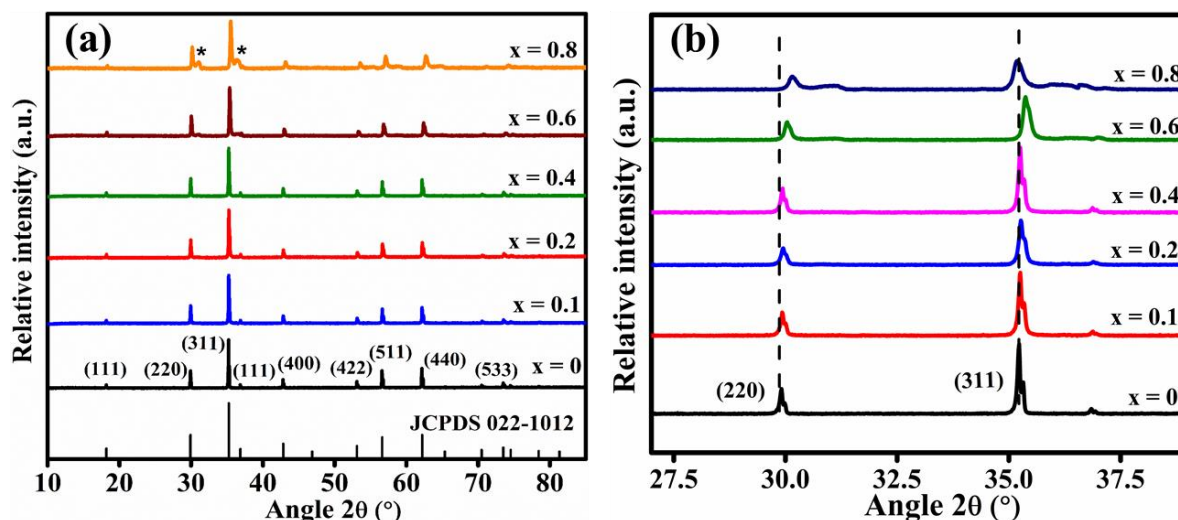 (a)
Relative intensity (a.u.)
* *
x = 0.8
x = 0.6
x = 0.4
x = 0.2
x = 0.1
x = 0
(111) (220) (311) (111) (400) (422) (511) (440) (533)
JCPDS 022-1012
10 20 30 40 50 60 70 80
Angle 2θ (°)
(b)
Relative intensity (a.u.)
x = 0.8
x = 0.6
x = 0.4
x = 0.2
x = 0.1
x = 0
(220) (311)
27.5 30.0 32.5 35.0 37.5
Angle 2θ (°)